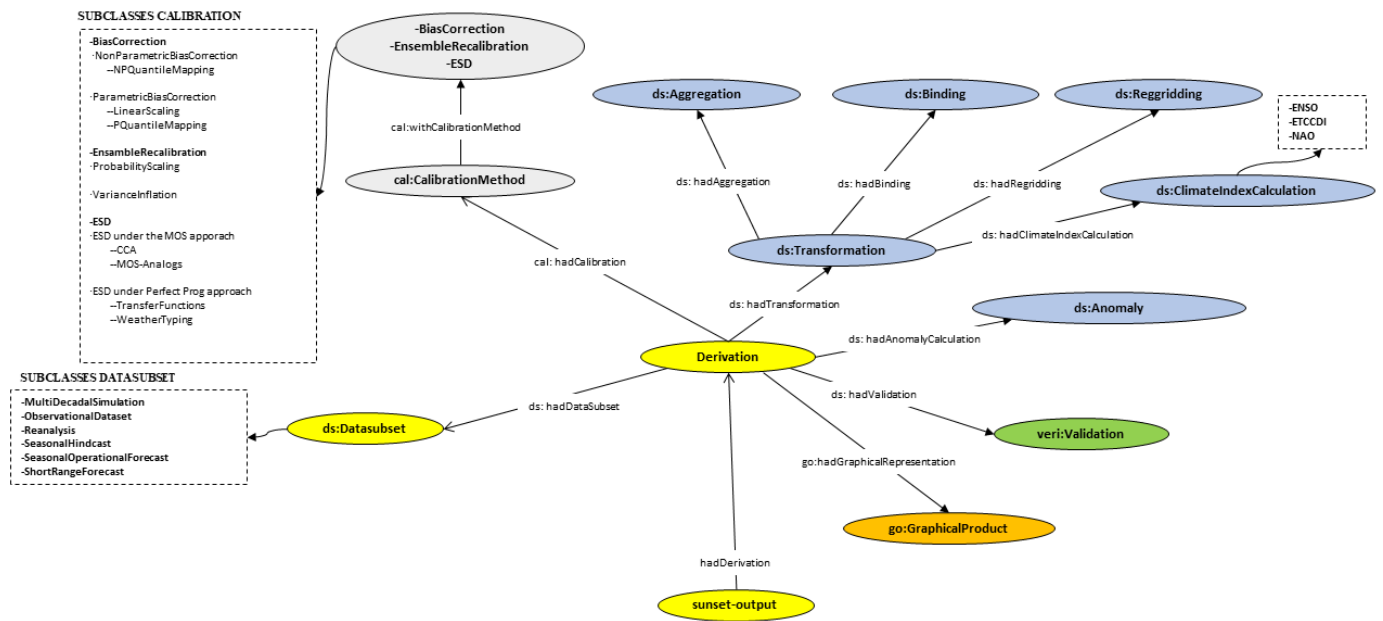 SUBCLASSES CALIBRATION
-BiasCorrection
·NonParametricBiasCorrection
--NPQuantileMapping
·ParametricBiasCorrection
--LinearScaling
--PQuantileMapping
-EnsambleRecalibration
·ProbabilityScaling
·VarianceInflation
-ESD
·ESD under the MOS apporach
--CCA
--MOS-Analogs
·ESD under Perfect Prog approach
--TransferFunctions
--WeatherTyping
-BiasCorrection
-EnsembleRecalibration
-ESD
cal:withCalibrationMethod
cal:CalibrationMethod
cal: hadCalibration
ds:Aggregation
ds:Binding
ds:Reggridding
-ENSO
-ETCCDI
-NAO
ds: hadAggregation
ds: hadBinding
ds: hadRegridding
ds:ClimateIndexCalculation
ds: hadClimateIndexCalculation
ds:Transformation
ds: hadTransformation
ds:Anomaly
ds: hadAnomalyCalculation
Derivation
SUBCLASSES DATASUBSET
-MultiDecadalSimulation
-ObservationalDataset
-Reanalysis
-SeasonalHindcast
-SeasonalOperationalForecast
-ShortRangeForecast
ds:Datasubset
ds: hadDataSubset
ds: hadValidation
veri:Validation
go:hadGraphicalRepresentation
go:GraphicalProduct
hadDerivation
sunset-output